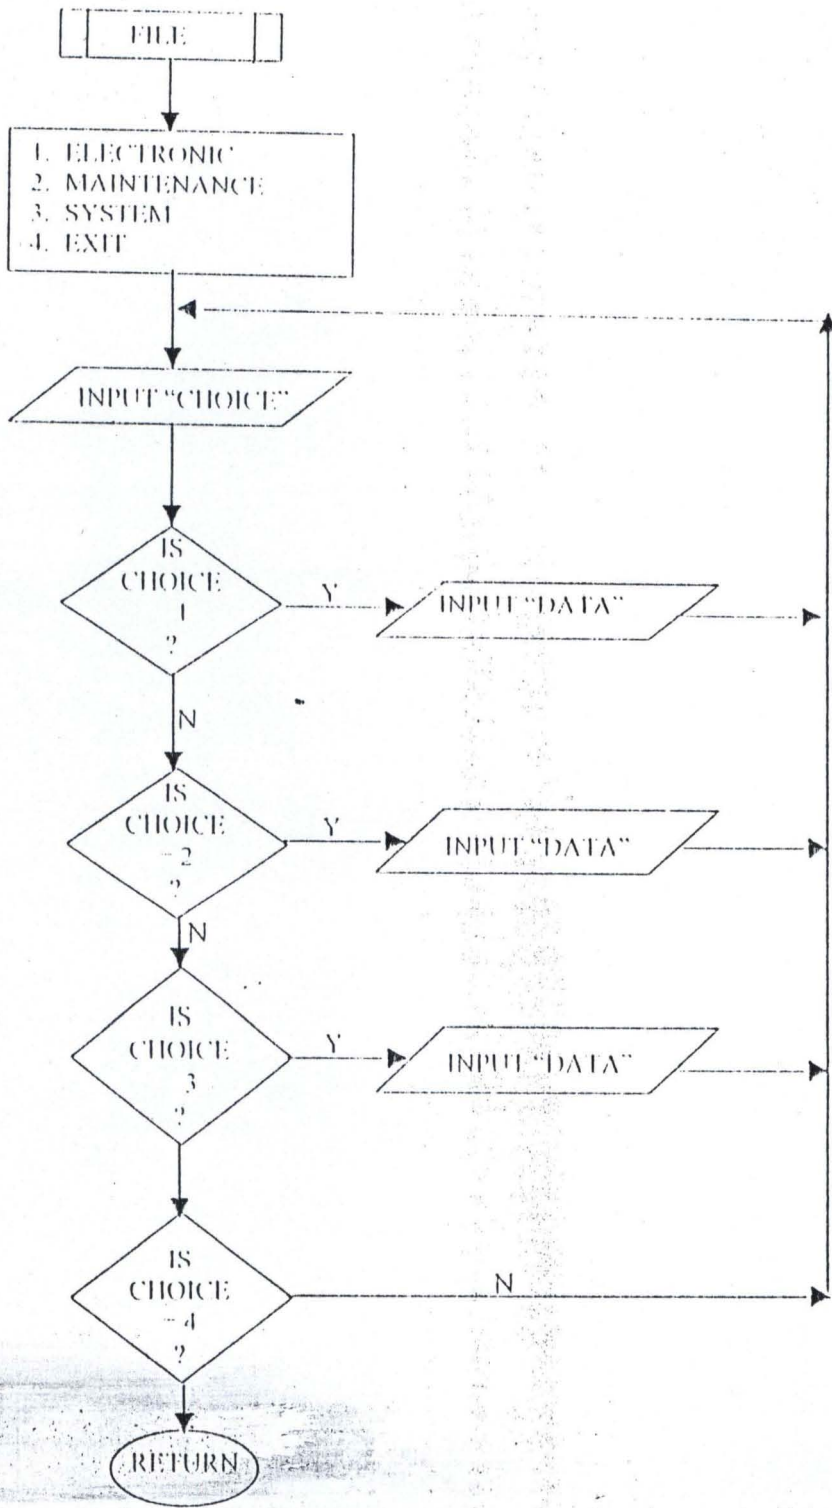 FILE
1. ELECTRONIC
2. MAINTENANCE
3. SYSTEM
4. EXIT
INPUT "CHOICE"
IS
CHOICE
1
?
Y
INPUT "DATA"
N
IS
CHOICE
=2
?
Y
INPUT "DATA"
N
IS
CHOICE
3
?
Y
INPUT "DATA"
IS
CHOICE
=4
?
N
RETURN